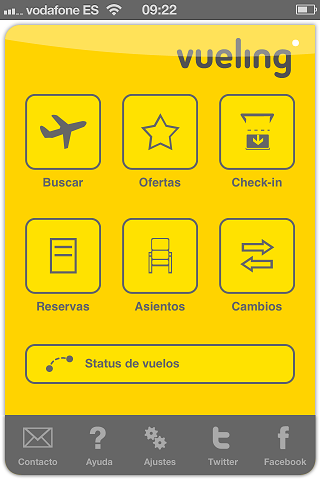 vodafone ES 09:22
vueling
Buscar Ofertas Check-in
Reservas Asientos Cambios
Status de vuelos
Contacto Ayuda Ajustes Twitter Facebook